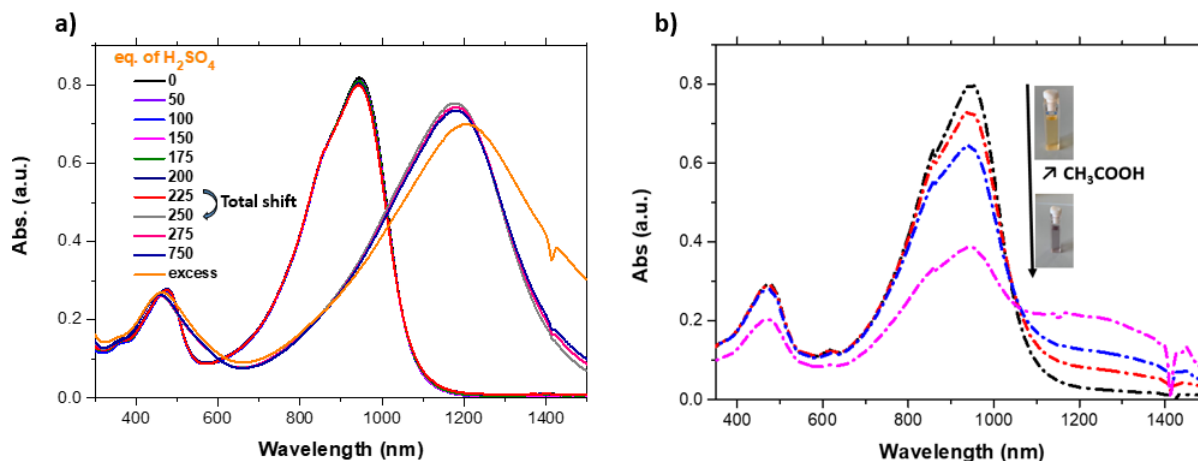 a)
eq. of H₂SO₄
0
50
100
150
175
200
225
250
275
750
excess
Total shift
Abs. (a.u.)
0.8
0.6
0.4
0.2
0.0
400 600 800 1000 1200 1400
Wavelength (nm)
b)
↗ CH₃COOH
Abs (a.u.)
0.8
0.6
0.4
0.2
0.0
400 600 800 1000 1200 1400
Wavelength (nm)